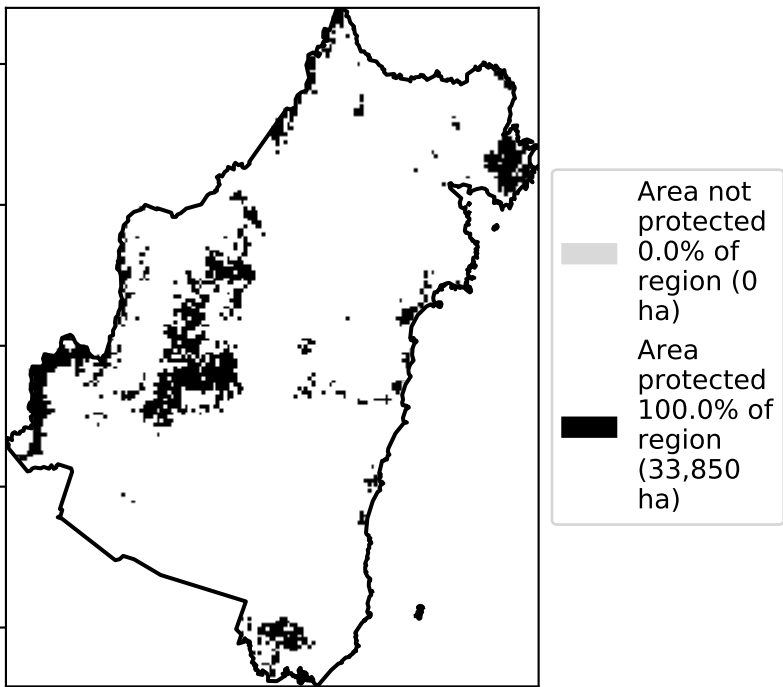 Area not
protected
0.0% of
region (0
ha)
Area
protected
100.0% of
region
(33,850
ha)